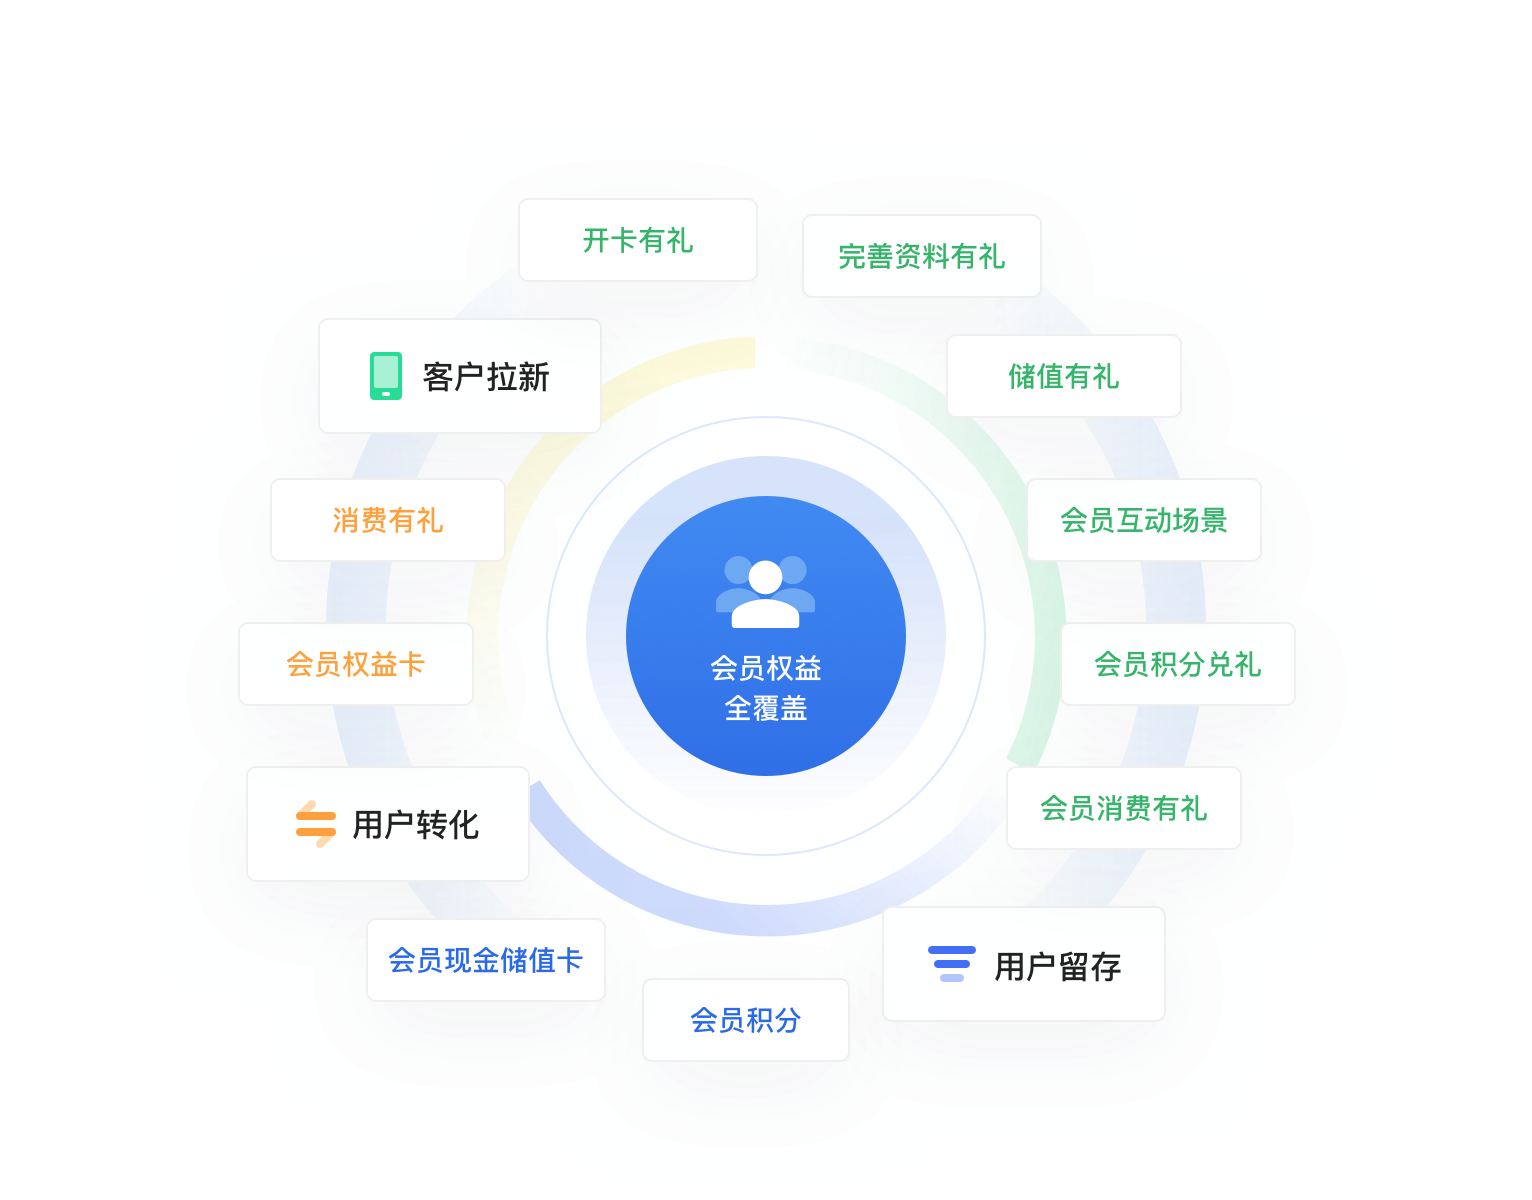 开卡有礼
完善资料有礼
客户拉新
储值有礼
消费有礼
会员互动场景
会员权益卡
会员权益
全覆盖
会员积分兑礼
用户转化
会员消费有礼
会员现金储值卡
用户留存
会员积分